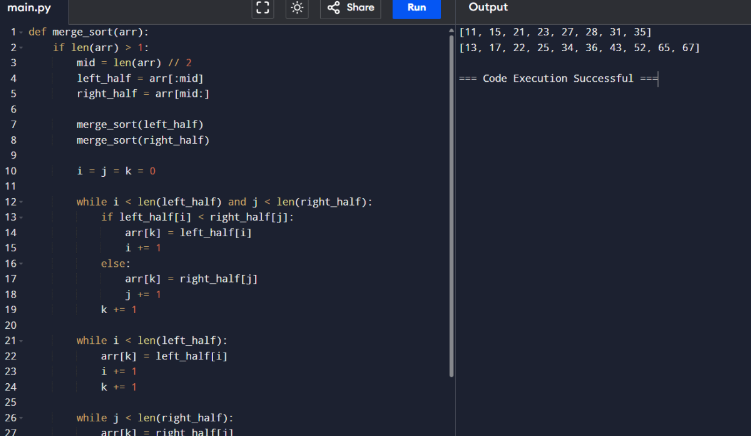 main.py
Share
Run
Output
1 def merge_sort(arr):
2     if len(arr) > 1:
3         mid = len(arr) // 2
4         left_half = arr[:mid]
5         right_half = arr[mid:]
6
7         merge_sort(left_half)
8         merge_sort(right_half)
9
10         i = j = k = 0
11
12         while i < len(left_half) and j < len(right_half):
13             if left_half[i] < right_half[j]:
14                 arr[k] = left_half[i]
15                 i += 1
16             else:
17                 arr[k] = right_half[j]
18                 j += 1
19             k += 1
20
21         while i < len(left_half):
22             arr[k] = left_half[i]
23             i += 1
24             k += 1
25
26         while j < len(right_half):
27             arr[k] = right_half[j]
[11, 15, 21, 23, 27, 28, 31, 35]
[13, 17, 22, 25, 34, 36, 43, 52, 65, 67]
=== Code Execution Successful ===